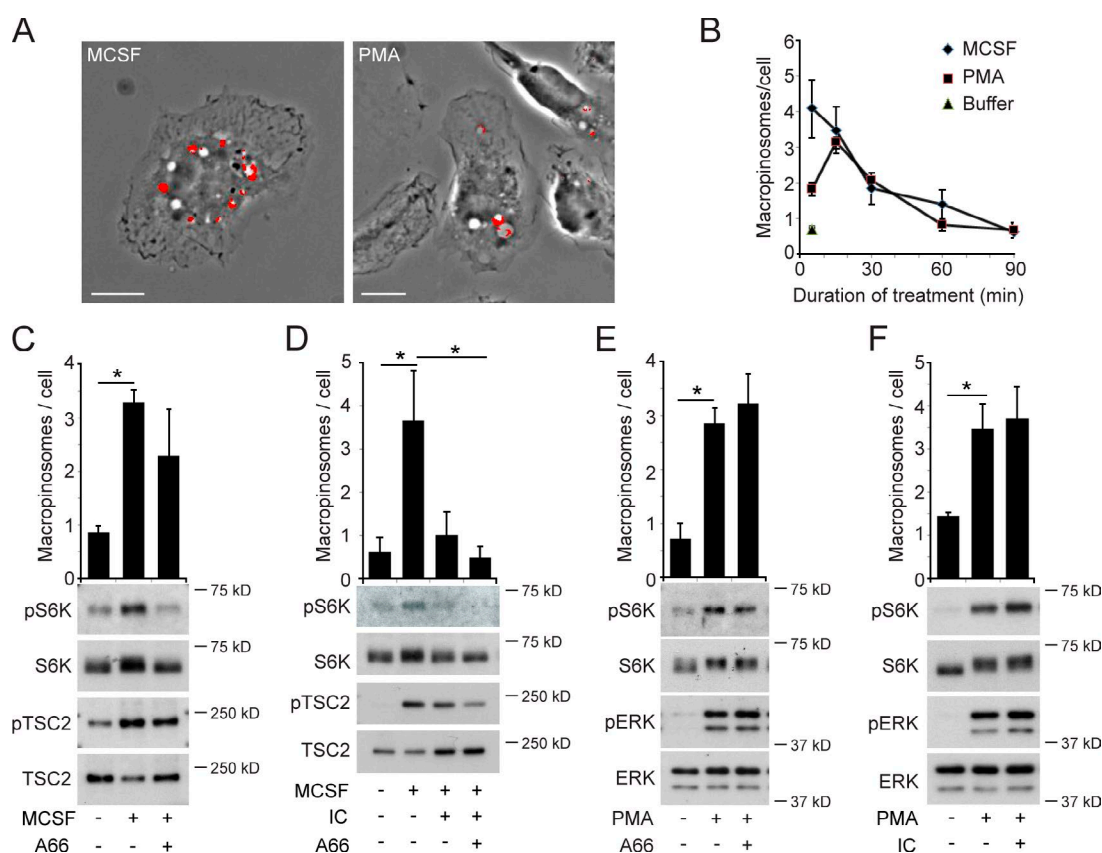 A
MCSF
PMA
B
Macropinosomes/cell
6
5
4
3
2
1
0
0 30 60 90
Duration of treatment (min)
MCSF
PMA
Buffer
C
Macropinosomes / cell
4
3
2
1
0
*
pS6K – 75 kD
S6K – 75 kD
pTSC2 – 250 kD
TSC2 – 250 kD
MCSF - + +
A66 - - +
D
Macropinosomes / cell
5
4
3
2
1
0
* *
pS6K – 75 kD
S6K – 75 kD
pTSC2 – 250 kD
TSC2 – 250 kD
MCSF - + + +
IC - - + +
A66 - - - +
E
Macropinosomes / cell
4
3
2
1
0
*
pS6K – 75 kD
S6K – 75 kD
pERK – 37 kD
ERK – 37 kD
PMA - + +
A66 - - +
F
Macropinosomes / cell
5
4
3
2
1
0
*
pS6K – 75 kD
S6K – 75 kD
pERK – 37 kD
ERK – 37 kD
PMA - + +
IC - - +